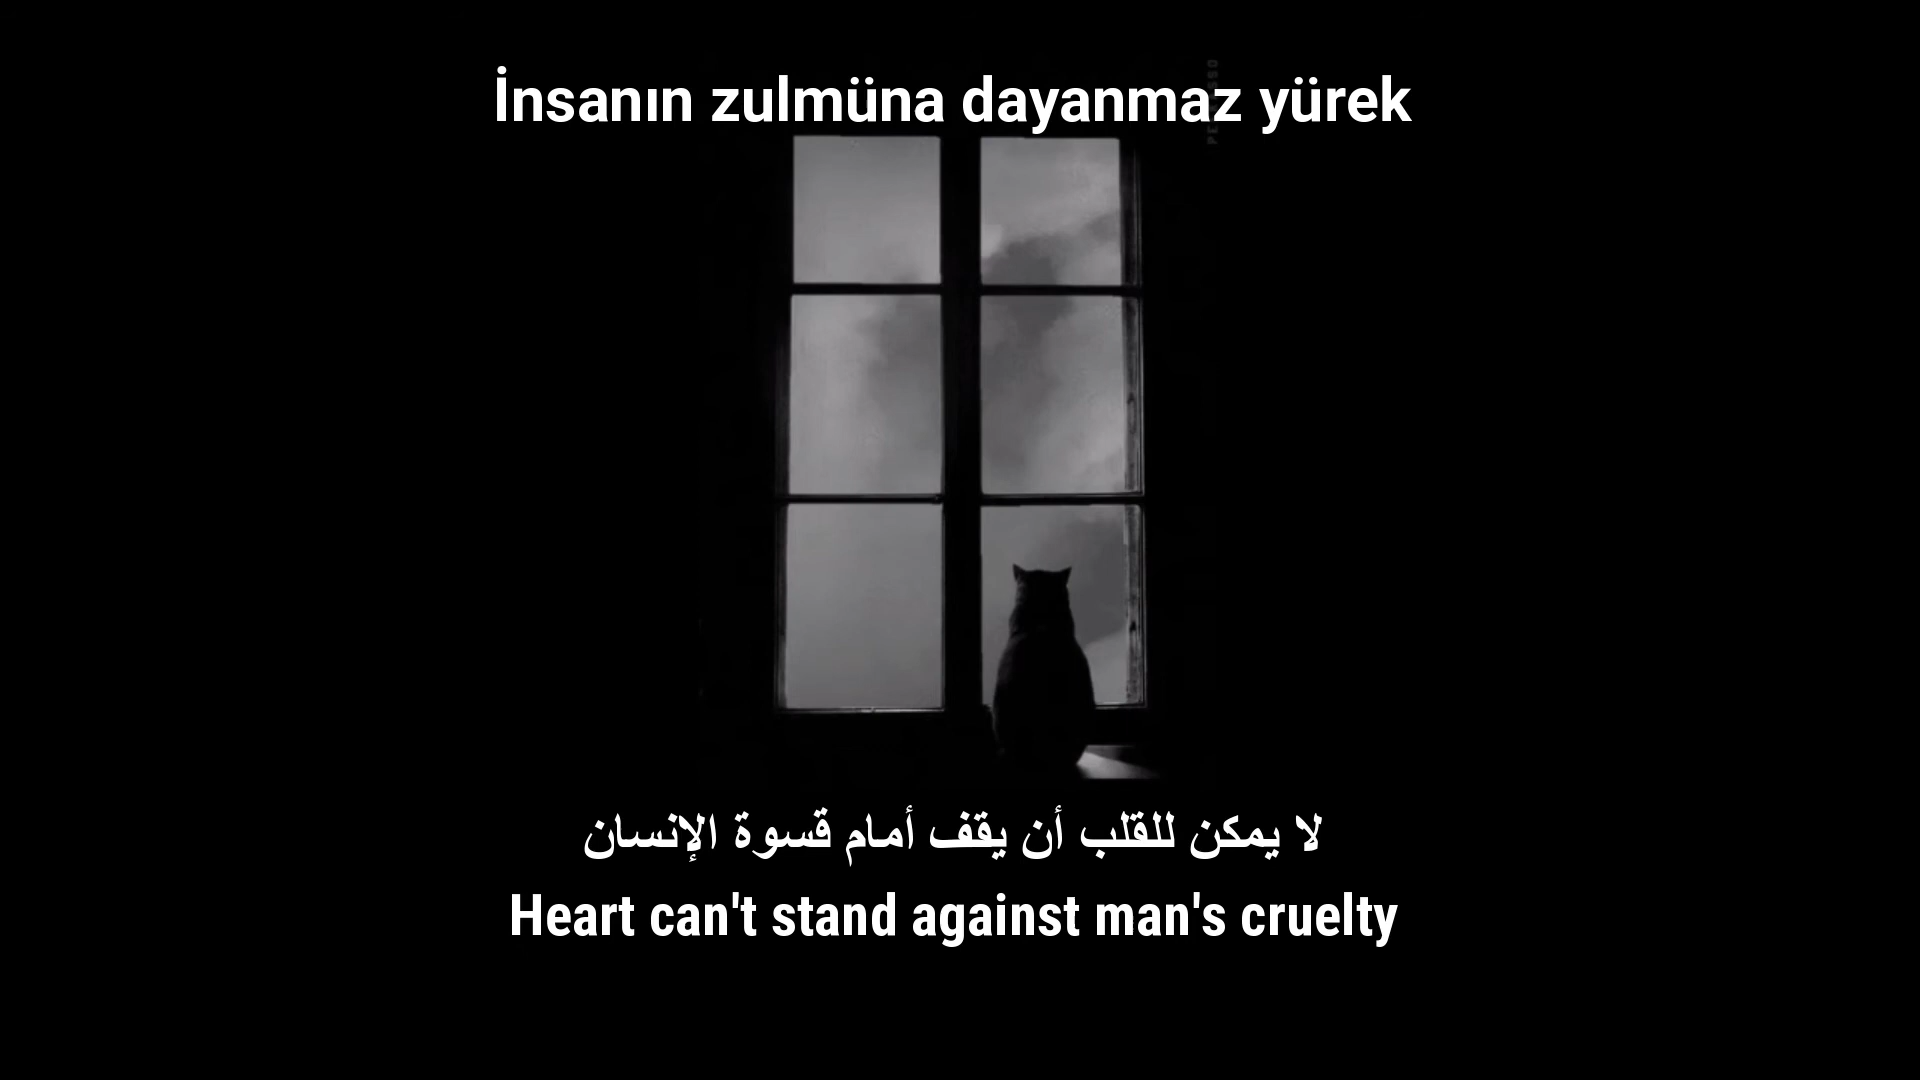 İnsanın zulmüna dayanmaz yürek
لا يمكن للقلب أن يقف أمام قسوة الإنسان
Heart can't stand against man's cruelty